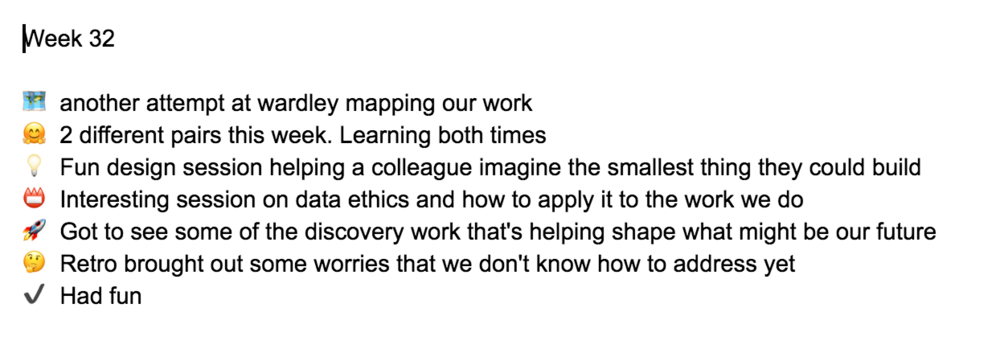 Week 32
🗺️ another attempt at wardley mapping our work
🤗 2 different pairs this week. Learning both times
💡 Fun design session helping a colleague imagine the smallest thing they could build
📛 Interesting session on data ethics and how to apply it to the work we do
🚀 Got to see some of the discovery work that's helping shape what might be our future
🤔 Retro brought out some worries that we don't know how to address yet
✔️ Had fun